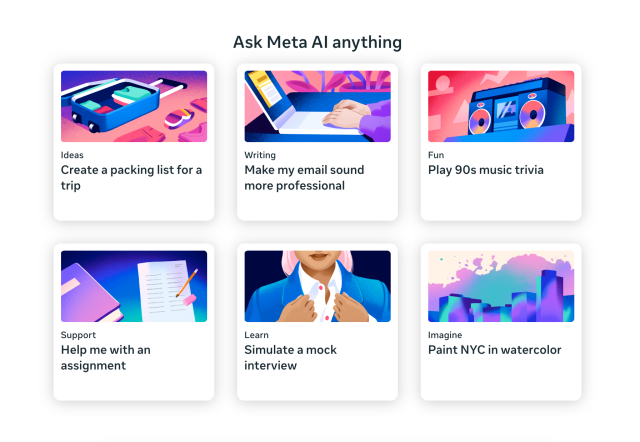 Ask Meta AI anything
Ideas
Create a packing list for a
trip
Writing
Make my email sound
more professional
Fun
Play 90s music trivia
Support
Help me with an
assignment
Learn
Simulate a mock
interview
Imagine
Paint NYC in watercolor